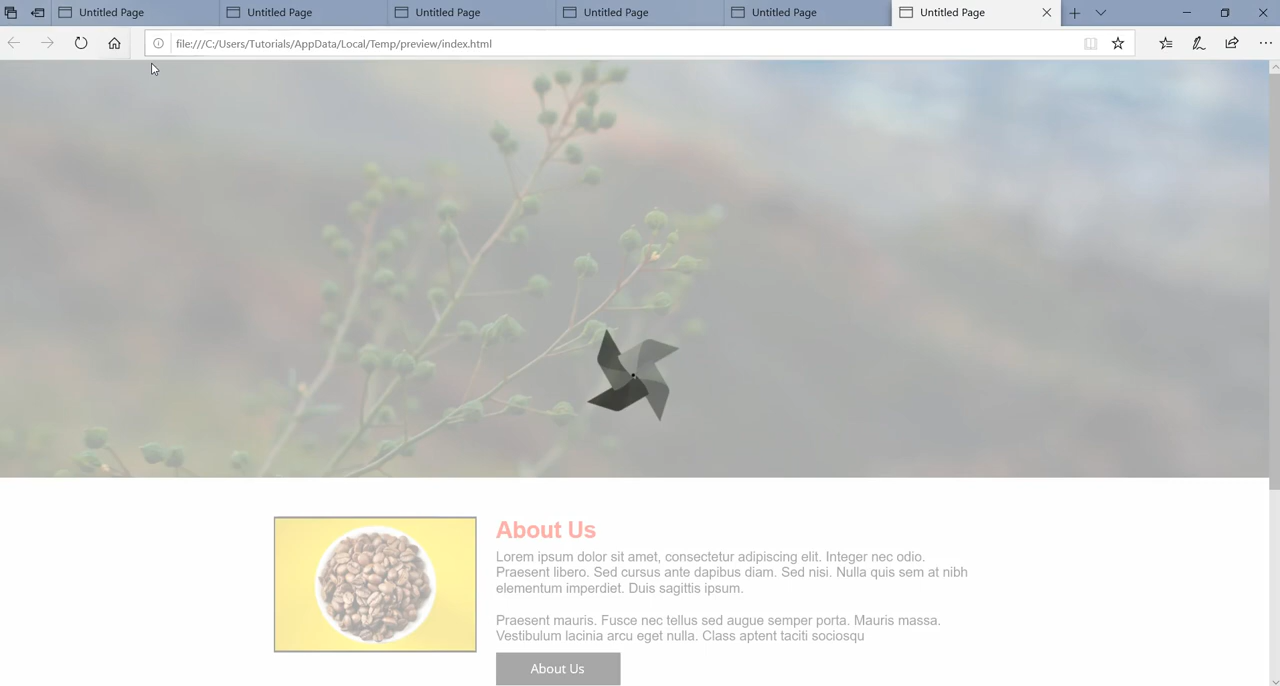 Untitled Page
Untitled Page
Untitled Page
Untitled Page
Untitled Page
Untitled Page
file:///C:/Users/Tutorials/AppData/Local/Temp/preview/index.html
About Us
Lorem ipsum dolor sit amet, consectetur adipiscing elit. Integer nec odio.
Praesent libero. Sed cursus ante dapibus diam. Sed nisi. Nulla quis sem at nibh
elementum imperdiet. Duis sagittis ipsum.
Praesent mauris. Fusce nec tellus sed augue semper porta. Mauris massa.
Vestibulum lacinia arcu eget nulla. Class aptent taciti sociosqu
About Us